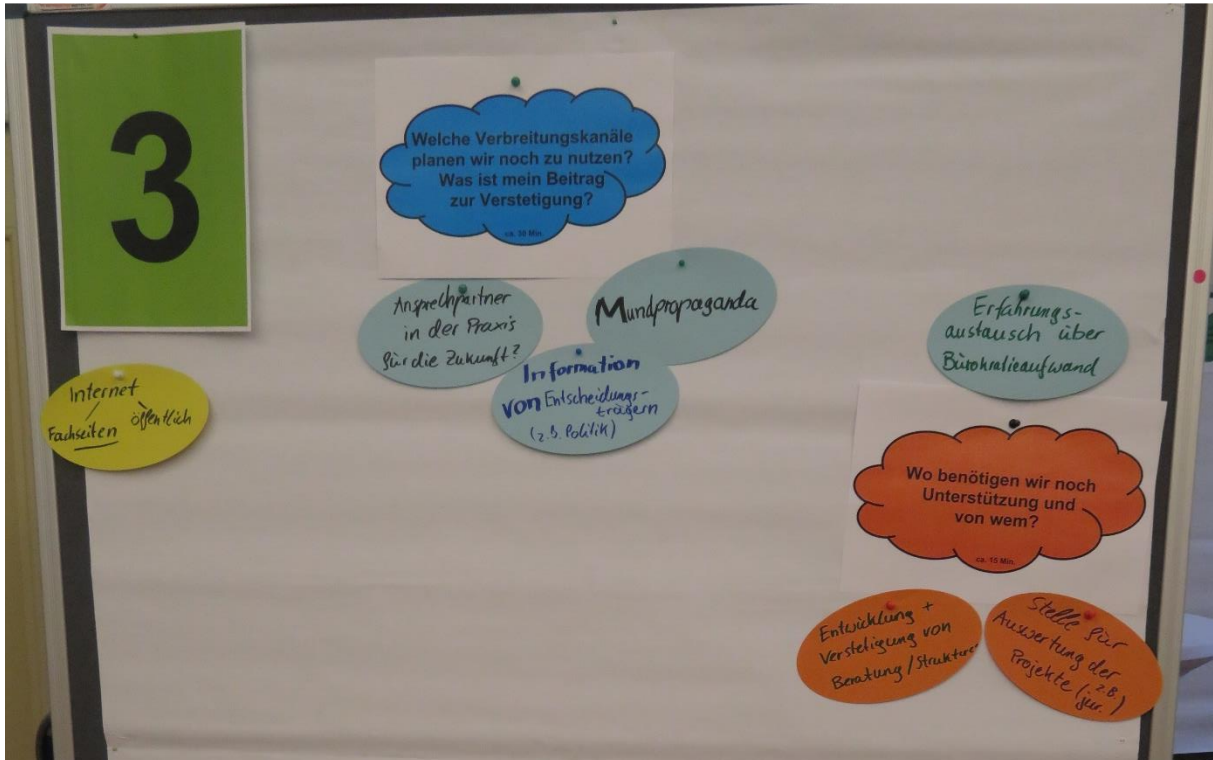 3
Welche Verbreitungskanäle
planen wir noch zu nutzen?
Was ist mein Beitrag
zur Verstetigung?
ca. 30 Min.
Ansprechpartner
in der Praxis
für die Zukunft?
Mundpropaganda
Information
von Entscheidungs-
trägern
(z.B. Politik)
Internet
Fachseiten öffentlich
Erfahrungs-
austausch über
Bürokratieaufwand
Wo benötigen wir noch
Unterstützung und
von wem?
ca. 15 Min.
Entwicklung +
Verstetigung von
Beratung/Strukturen
Stelle für
Auswertung der
Projekte (z.B.
jur.)